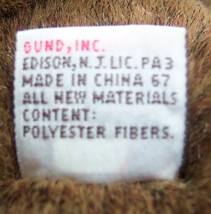 GUND, INC.
EDISON, N.J. LIC. PA3
MADE IN CHINA 67
ALL NEW MATERIALS
CONTENT:
POLYESTER FIBERS.